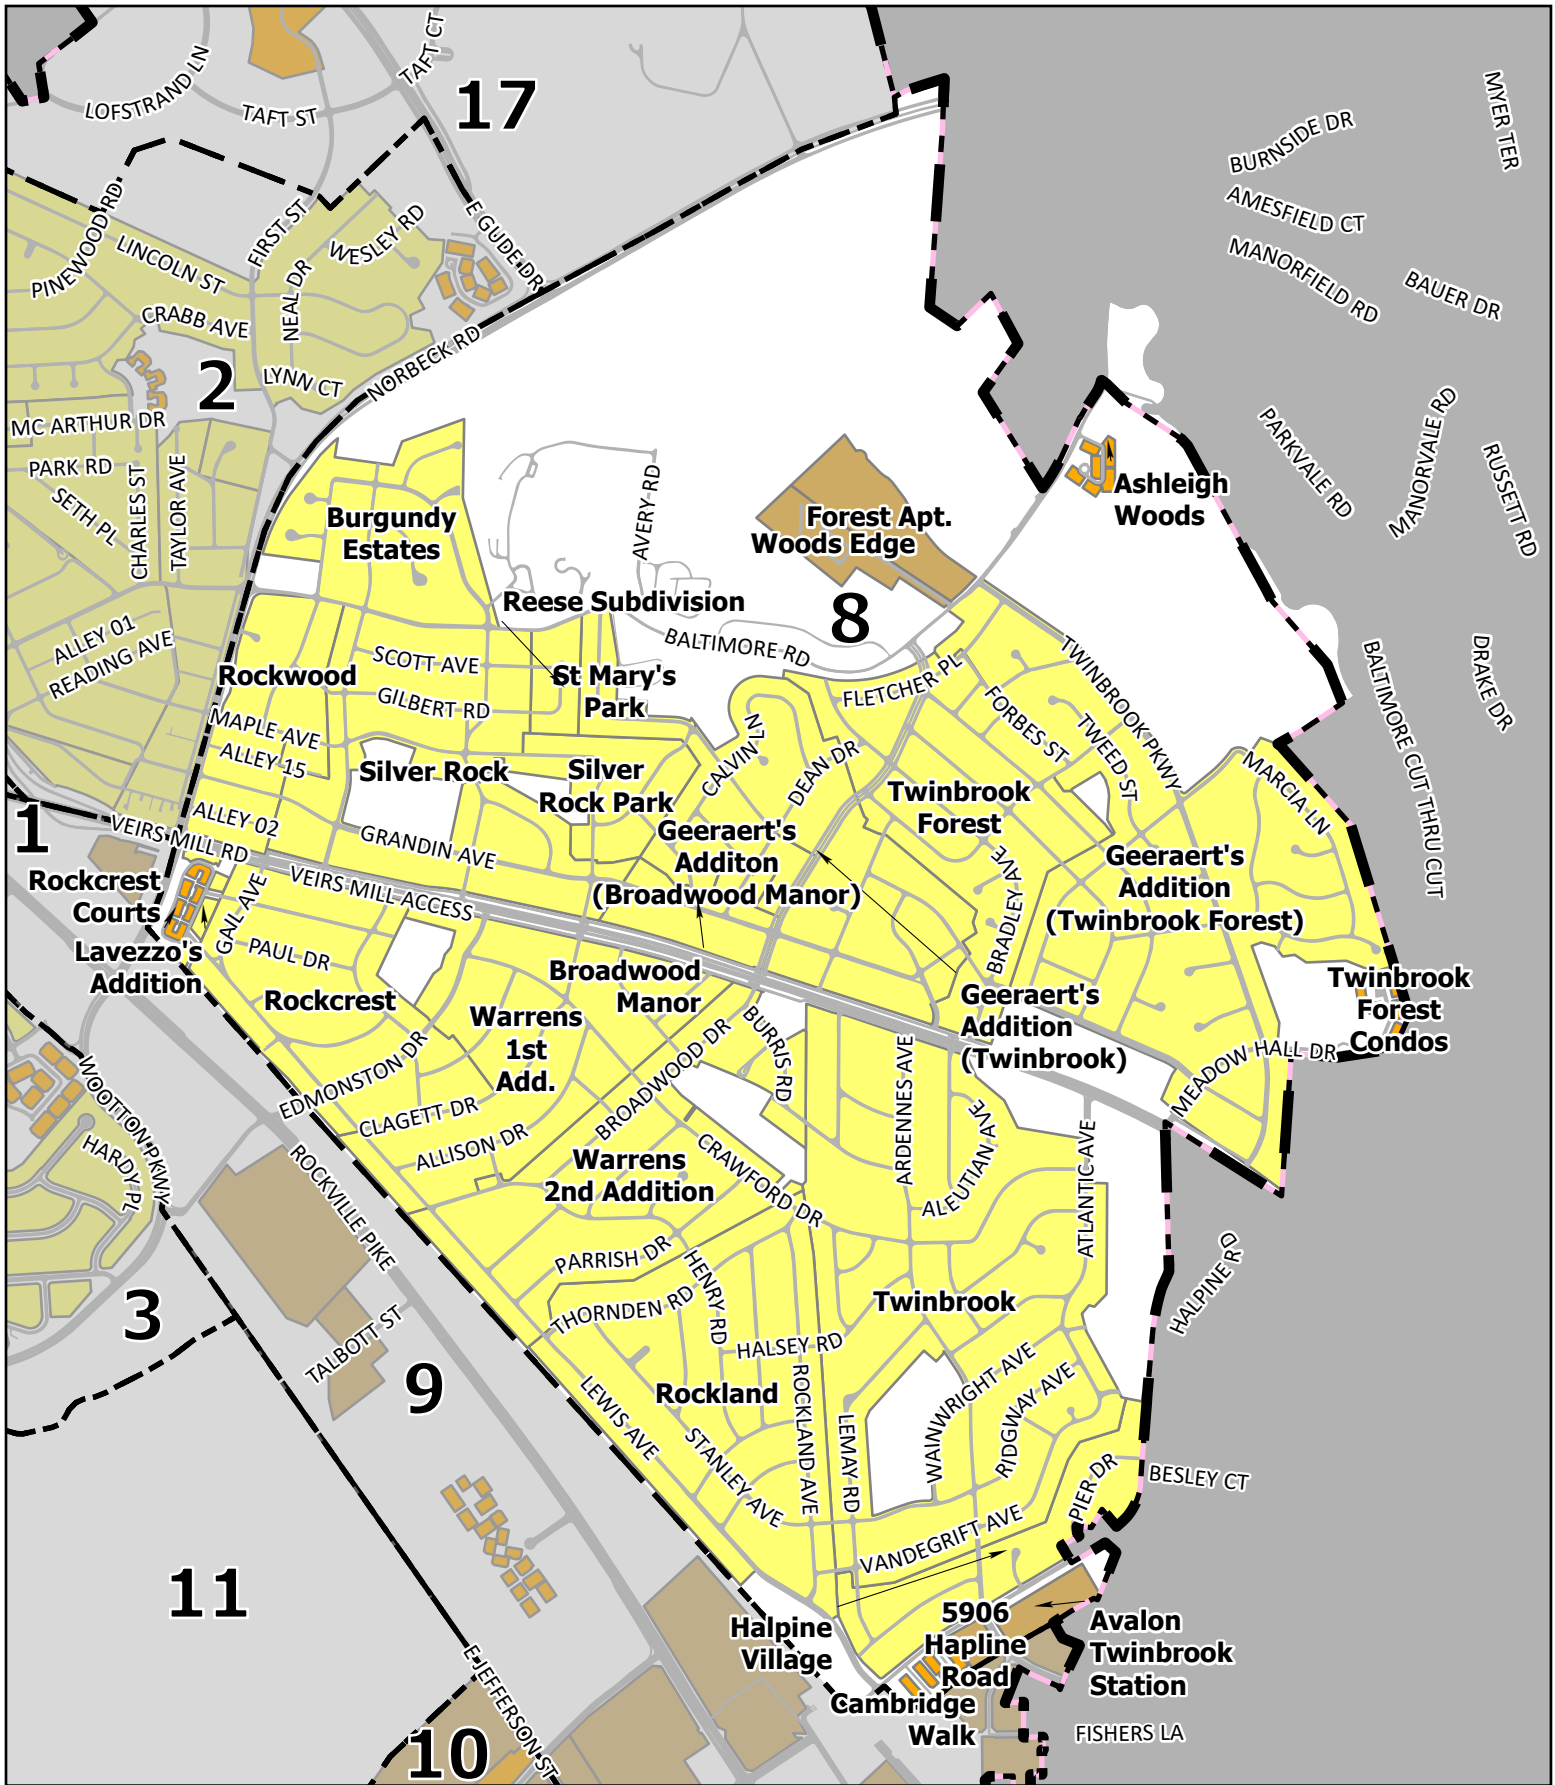 LOFSTRAND LN
TAFT ST
TAFT CT
17
MYER TER
BURNSIDE DR
AMESFIELD CT
MANORFIELD RD
BAUER DR
PINEWOOD RD
LINCOLN ST
FIRST ST
WESLEY RD
E GUDE DR
NEAL DR
CRABB AVE
NORBECK RD
LYNN CT
2
MC ARTHUR DR
PARK RD
SETH PL
CHARLES ST
TAYLOR AVE
PARKVALE RD
MANORVALE RD
RUSSETT RD
Ashleigh
Woods
Burgundy
Estates
AVERY RD
Forest Apt.
Woods Edge
Reese Subdivision
8
BALTIMORE RD
ALLEY 01
READING AVE
SCOTT AVE
Rockwood
GILBERT RD
St Mary's
Park
FLETCHER PL
TWINBROOK PKWY
FORBES ST
TWEED ST
DRAKE DR
BALTIMORE CUT THRU CUT
MAPLE AVE
ALLEY 15
Silver Rock
Silver
Rock Park
CALVIN LN
DEAN DR
Twinbrook
Forest
MARCIA LN
1
VEIRS MILL RD
ALLEY 02
GRANDIN AVE
Geeraert's
Additon
(Broadwood Manor)
BRADLEY AVE
Geeraert's
Addition
(Twinbrook Forest)
Rockcrest
Courts
GAIL AVE
VEIRS MILL ACCESS
Lavezzo's
Addition
PAUL DR
Rockcrest
Broadwood
Manor
Warrens
1st
Add.
Geeraert's
Addition
(Twinbrook)
Twinbrook
Forest
Condos
MEADOW HALL DR
WOOTTON PKWY
HARDY PL
EDMONSTON DR
CLAGETT DR
ALLISON DR
BROADWOOD DR
BURRIS RD
ARDENNES AVE
ALEUTIAN AVE
ATLANTIC AVE
Warrens
2nd Addition
CRAWFORD DR
ROCKVILLE PIKE
PARRISH DR
HENRY RD
THORNDEN RD
HALSEY RD
Twinbrook
HALPINE RD
3
TALBOTT ST
9
Rockland
ROCKLAND AVE
LEMAY RD
WAINWRIGHT AVE
RIDGWAY AVE
LEWIS AVE
STANLEY AVE
PIER DR
BESLEY CT
VANDEGRIFT AVE
11
Halpine
Village
5906
Hapline
Road
Avalon
Twinbrook
Station
E JEFFERSON ST
Cambridge
Walk
FISHERS LA
10